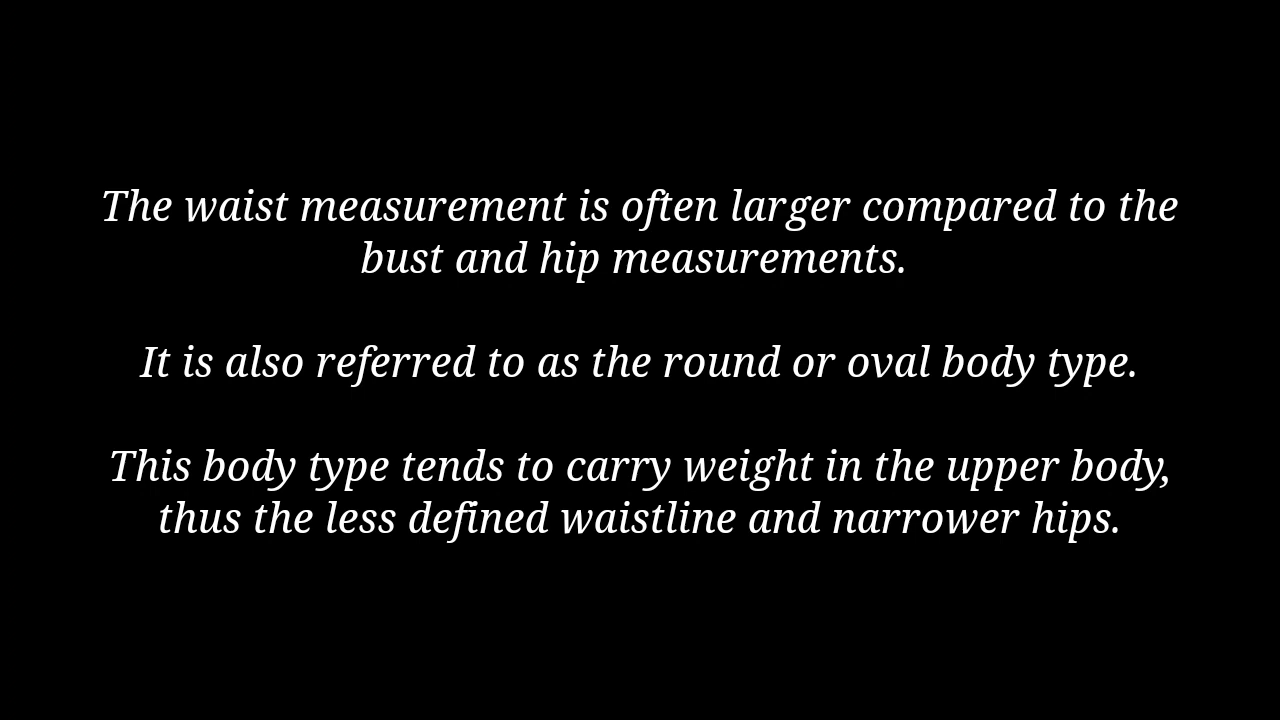 The waist measurement is often larger compared to the
bust and hip measurements.
It is also referred to as the round or oval body type.
This body type tends to carry weight in the upper body,
thus the less defined waistline and narrower hips.